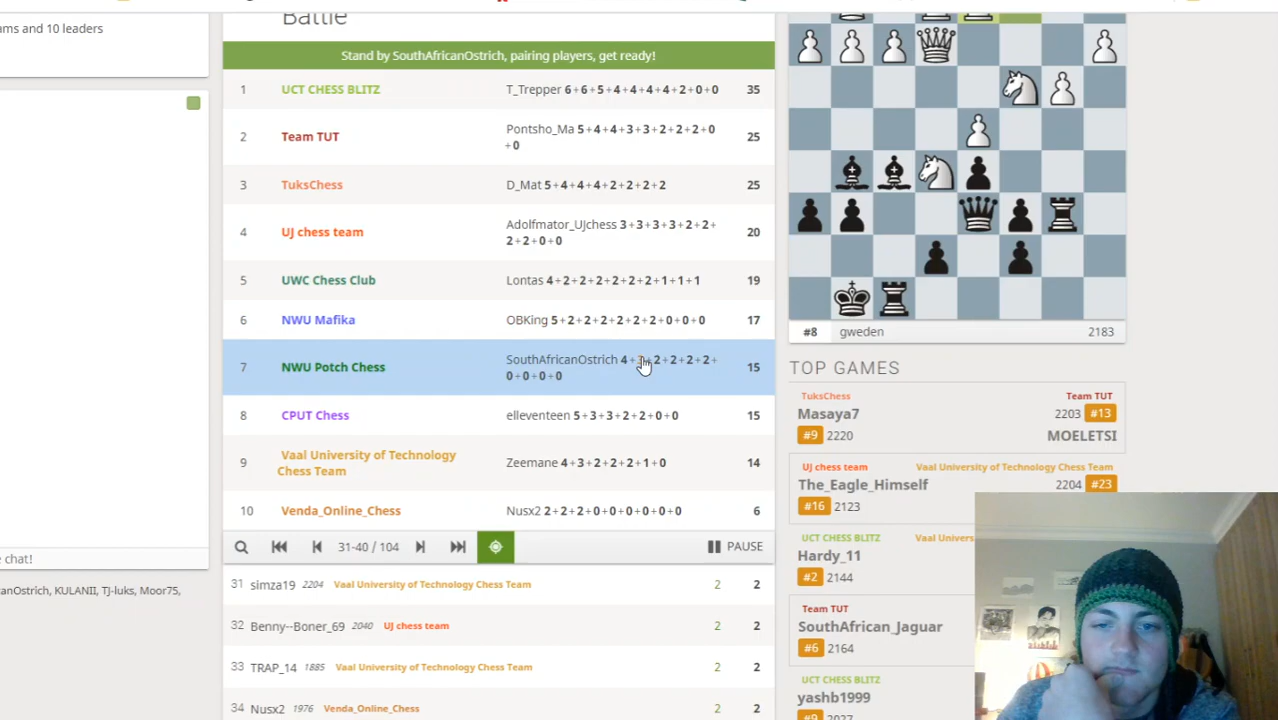 ams and 10 leaders
Battle
Stand by SouthAfricanOstrich, pairing players, get ready!
1 UCT CHESS BLITZ T_Trepper 6+6+5+4+4+4+4+2+0+0 35
2 Team TUT Pontsho_Ma 5+4+4+3+3+2+2+2+0
+0 25
3 TuksChess D_Mat 5+4+4+4+2+2+2+2 25
4 UJ chess team Adolfmator_Ujchess 3+3+3+3+2+2+
2+2+0+0 20
5 UWC Chess Club Lontas 4+2+2+2+2+2+2+1+1+1 19
6 NWU Mafika OBKing 5+2+2+2+2+2+2+0+0+0 17
7 NWU Potch Chess SouthAfricanOstrich 4+ +2+2+2+2+
0+0+0+0 15
8 CPUT Chess elleventeen 5+3+3+2+2+0+0 15
9 Vaal University of Technology
Chess Team Zeemane 4+3+2+2+2+1+0 14
10 Venda_Online_Chess Nusx2 2+2+2+0+0+0+0+0+0 6
31-40 / 104 PAUSE
31 simza19 2204 Vaal University of Technology Chess Team 2 2
32 Benny--Boner_69 2040 UJ chess team 2 2
33 TRAP_14 1885 Vaal University of Technology Chess Team 2 2
34 Nusx2 1976 Venda_Online_Chess 2 2
e chat!
anOstrich, KULANII, TJ-luks, Moor75,
#8 gweden 2183
TOP GAMES
TuksChess Team TUT
Masaya7 2203 #13
#9 2220 MOELETSI
UJ chess team Vaal University of Technology Chess Team
The_Eagle_Himself 2204 #23
#16 2123
UCT CHESS BLITZ Vaal Univers
Hardy_11
#2 2144
Team TUT
SouthAfrican_Jaguar
#6 2164
UCT CHESS BLITZ
yashb1999
#9 2027